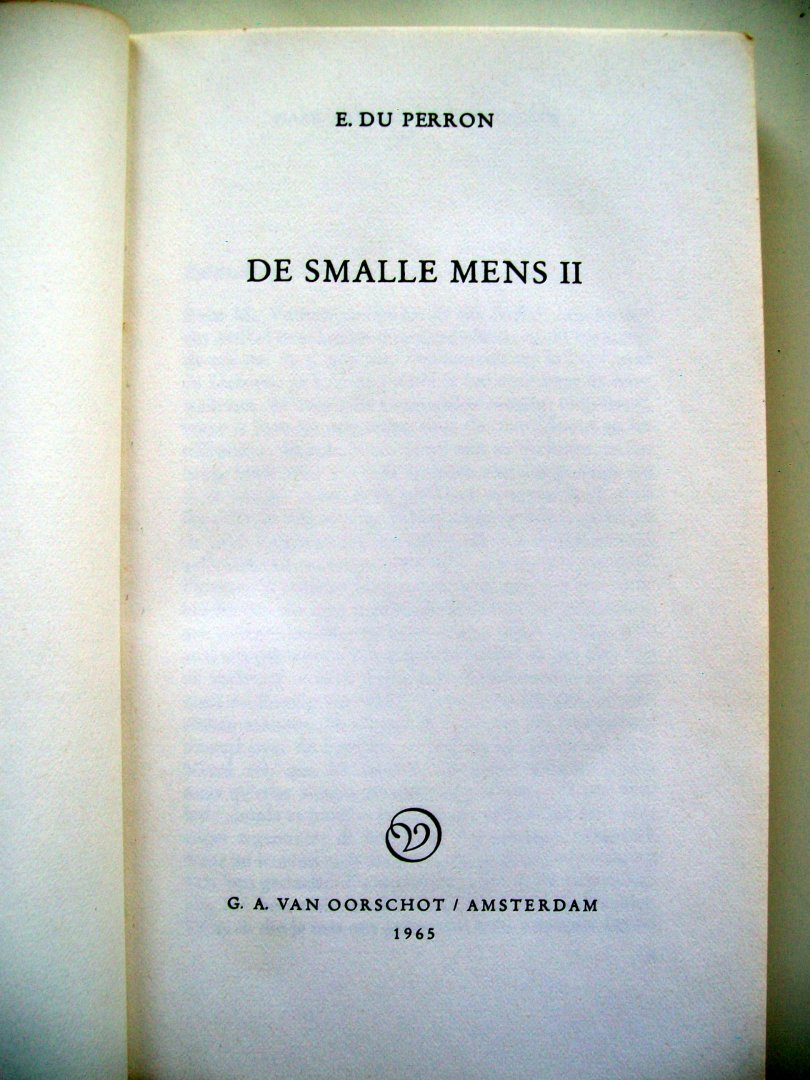 E. DU PERRON
DE SMALLE MENS II
G. A. VAN OORSCHOT / AMSTERDAM
1965